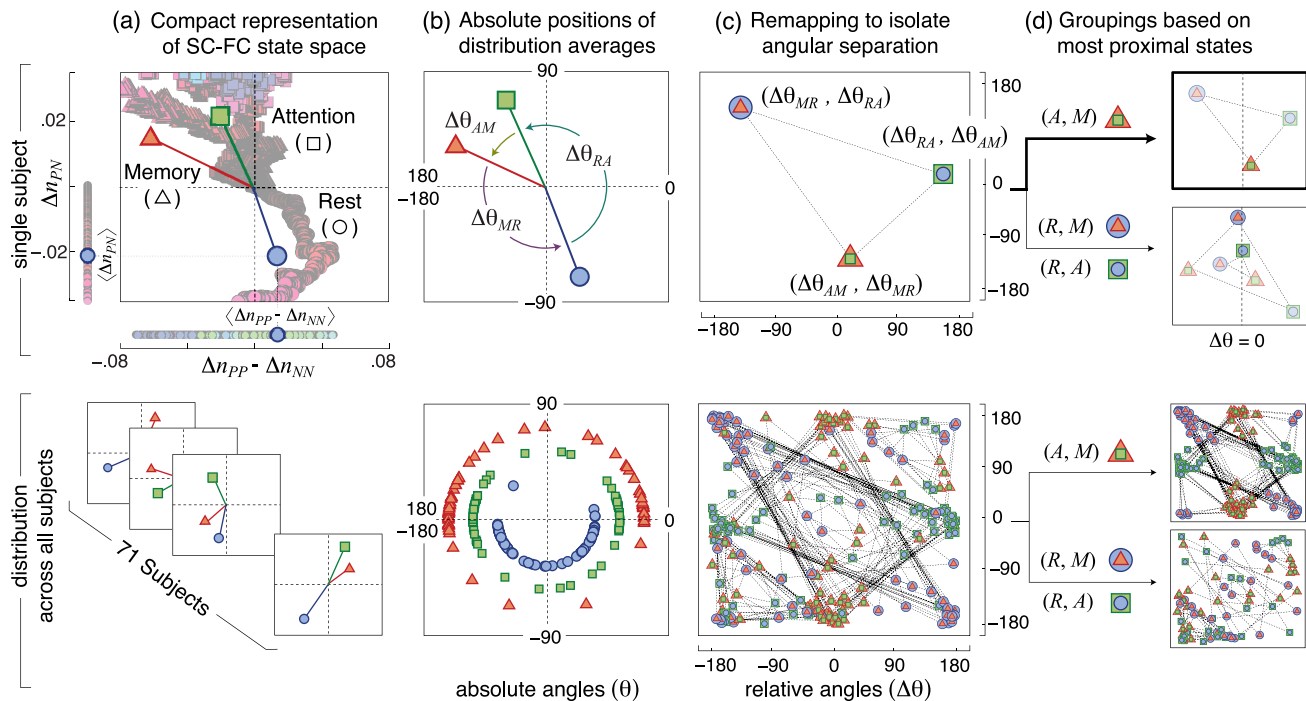 (a) Compact representation
of SC-FC state space
(b) Absolute positions of
distribution averages
(c) Remapping to isolate
angular separation
(d) Groupings based on
most proximal states
single subject
Δn_PN
.02
-.02
⟨Δn_PN⟩
Attention
(□)
Memory
(△)
Rest
(○)
⟨Δn_PP - Δn_NN⟩
-.08
.08
Δn_PP - Δn_NN
90
Δθ_AM
Δθ_RA
180
-180
0
Δθ_MR
-90
(Δθ_MR , Δθ_RA)
(Δθ_RA , Δθ_AM)
(Δθ_AM , Δθ_MR)
180
90
0
-90
-180
-180
-90
0
90
180
(A, M)
(R, M)
(R, A)
Δθ = 0
distribution
across all subjects
71 Subjects
90
180
-180
0
-90
absolute angles (θ)
180
90
0
-90
-180
-180
-90
0
90
180
relative angles (Δθ)
(A, M)
(R, M)
(R, A)